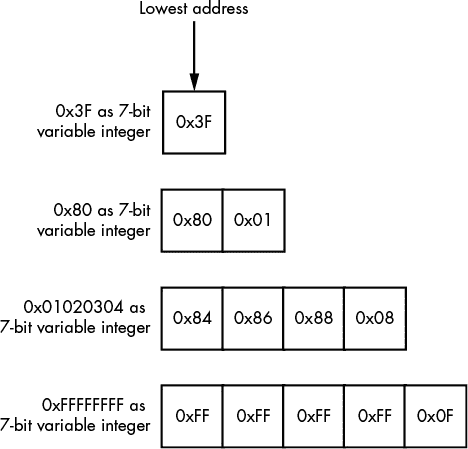 Lowest address
0x3F as 7-bit
variable integer
0x3F
0x80 as 7-bit
variable integer
0x80 0x01
0x01020304 as
7-bit variable integer
0x84 0x86 0x88 0x08
0xFFFFFFFF as
7-bit variable integer
0xFF 0xFF 0xFF 0xFF 0x0F